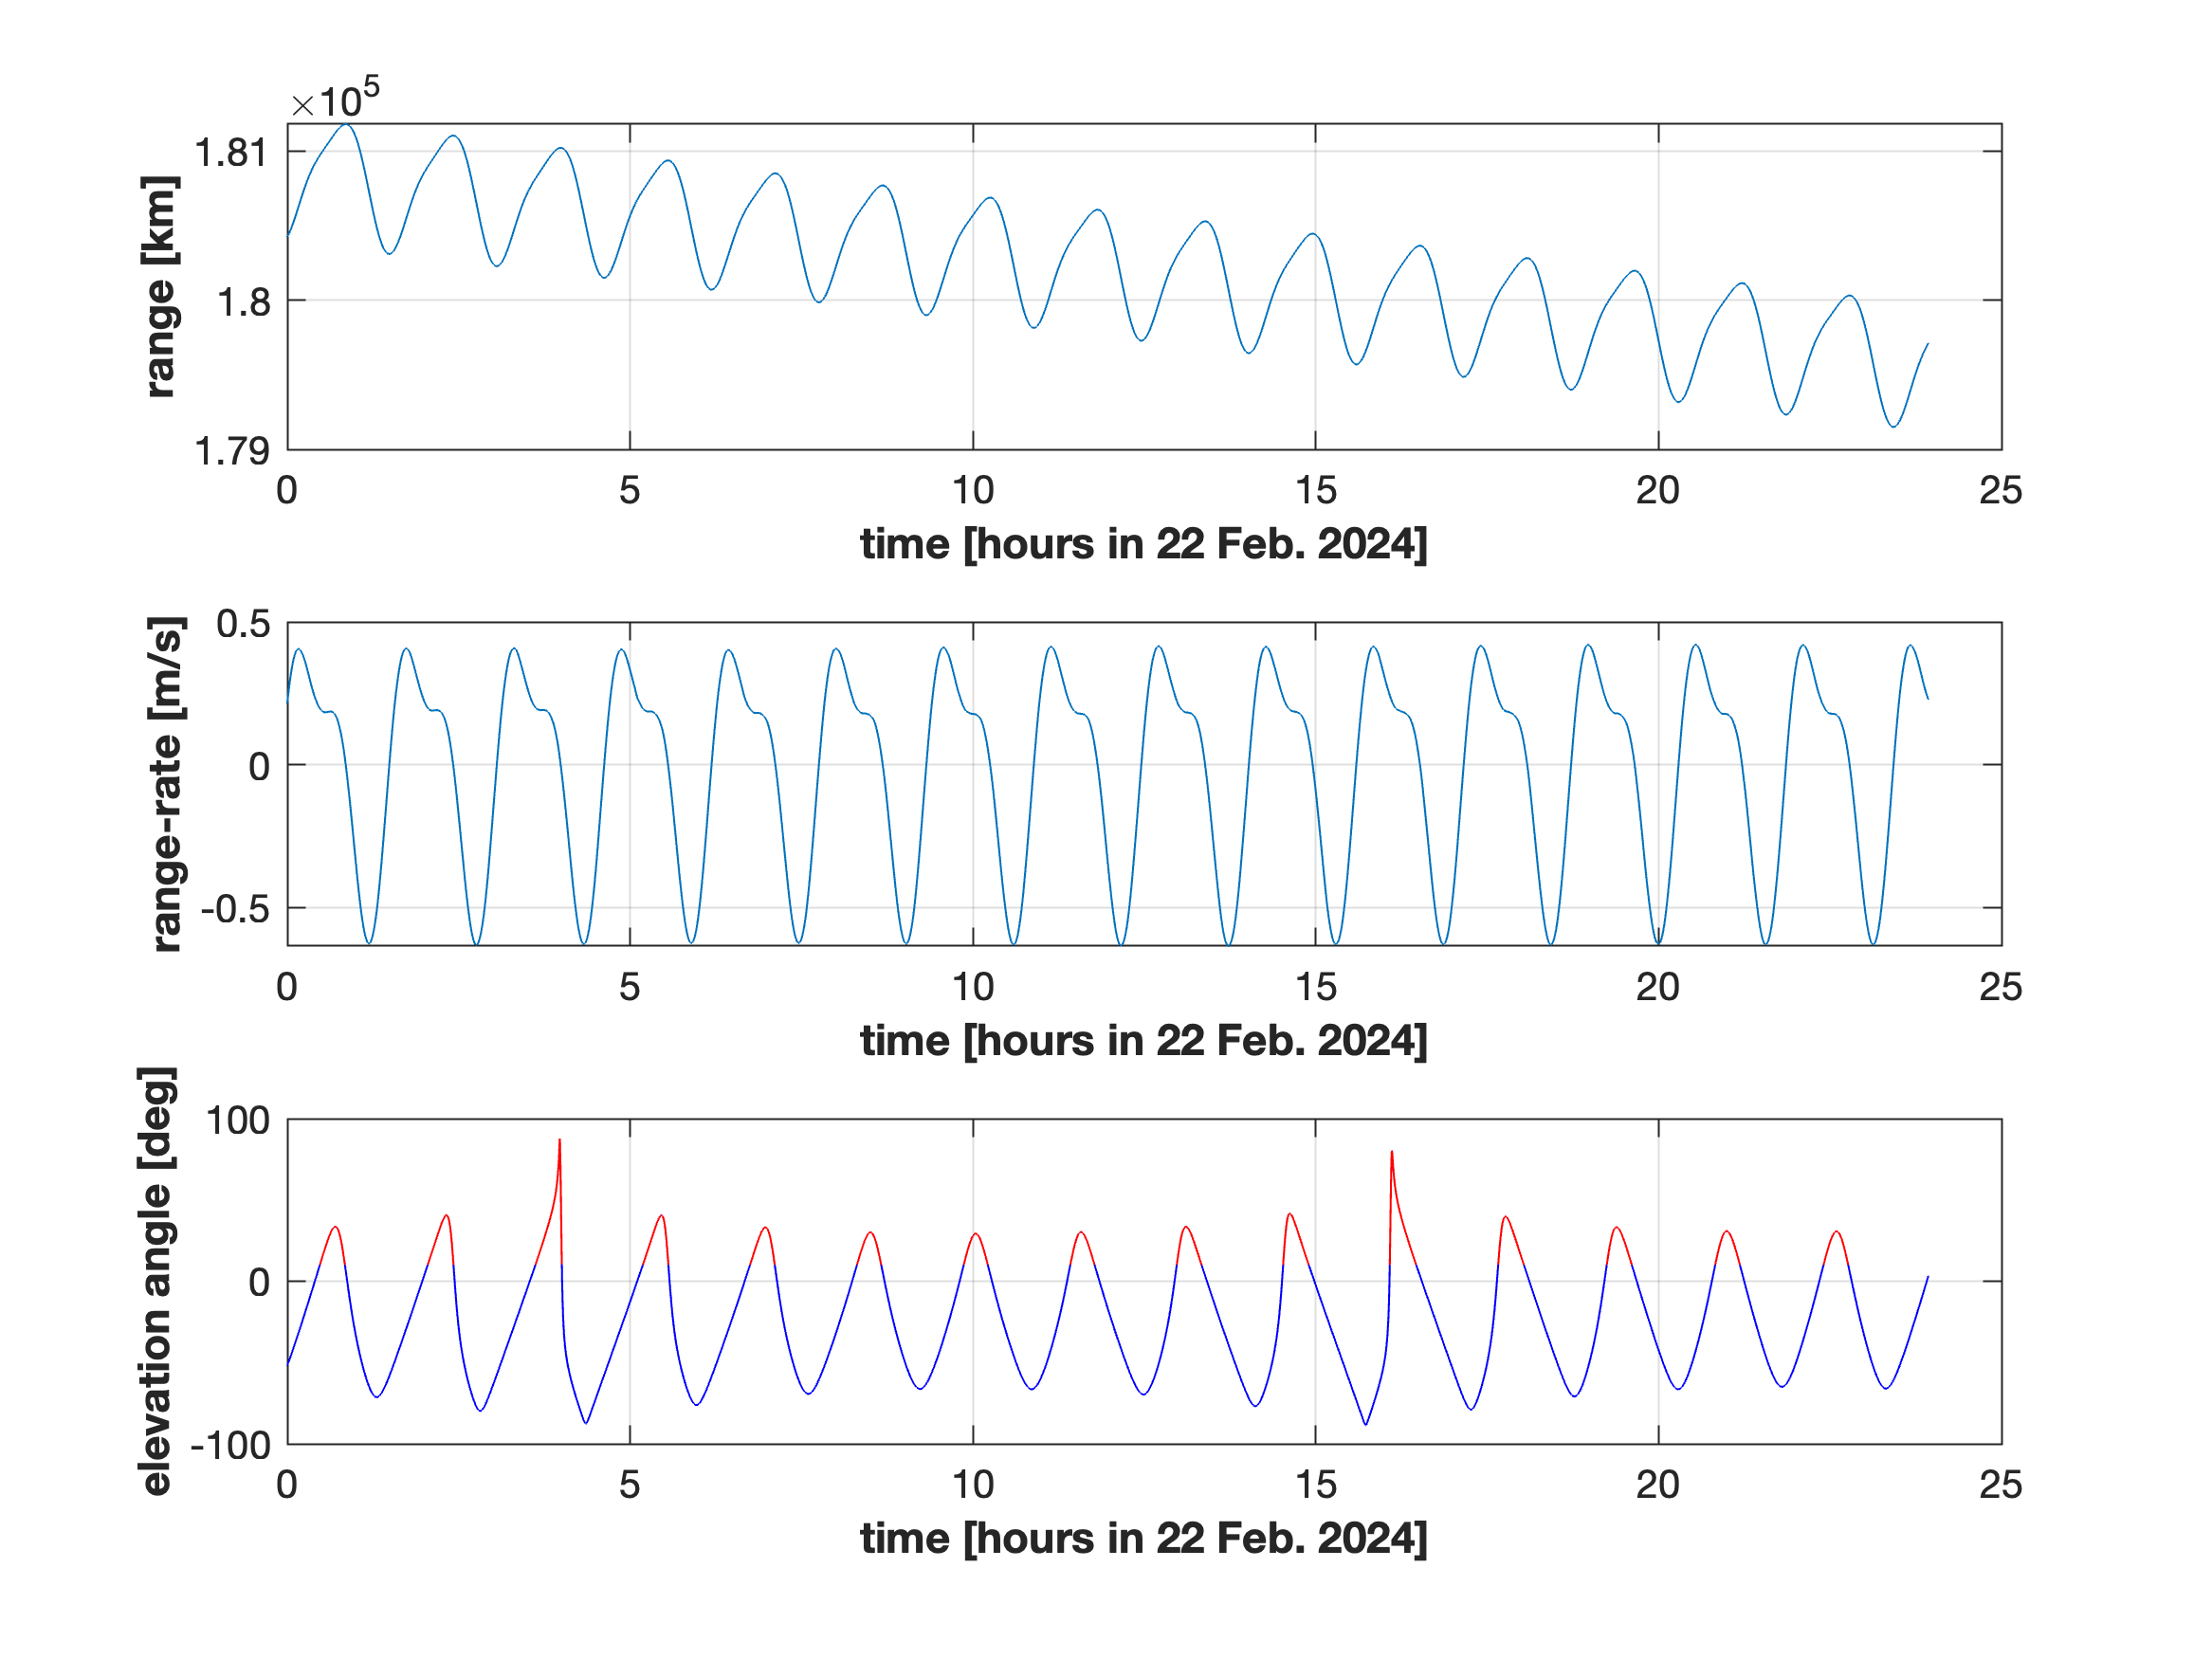 ×10⁵
1.81
1.8
1.79
range [km]
0 5 10 15 20 25
time [hours in 22 Feb. 2024]
0.5
0
-0.5
range-rate [m/s]
0 5 10 15 20 25
time [hours in 22 Feb. 2024]
100
0
-100
elevation angle [deg]
0 5 10 15 20 25
time [hours in 22 Feb. 2024]